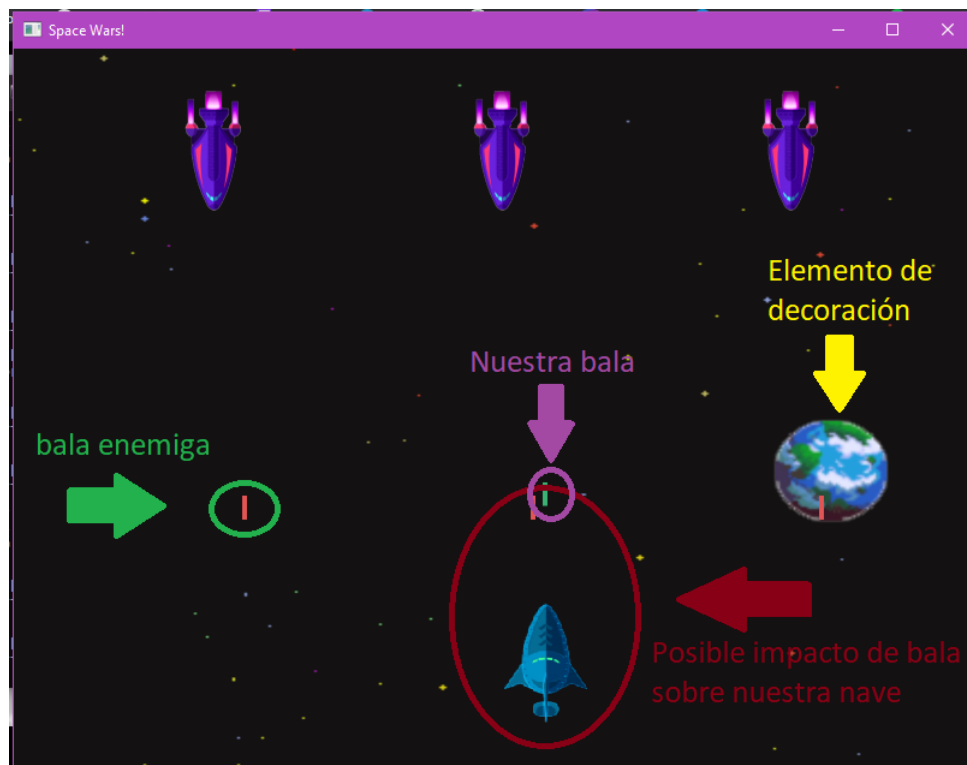 Space Wars!
Elemento de
decoración
Nuestra bala
bala enemiga
Posible impacto de bala
sobre nuestra nave